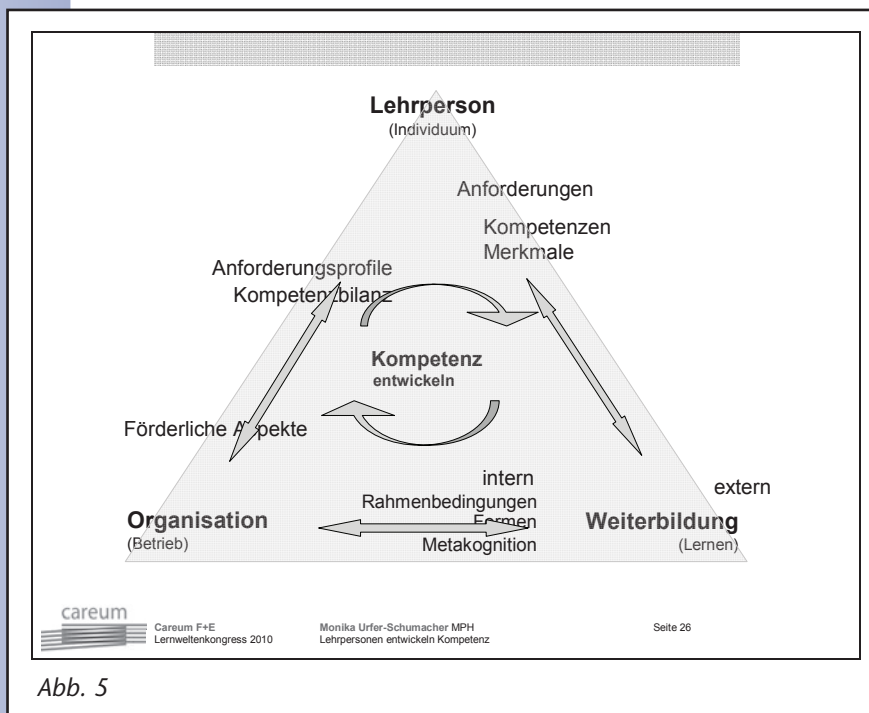 Lehrperson
(Individuum)
Anforderungen
Kompetenzen
Merkmale
Anforderungsprofile
Kompetenzbilanz
Kompetenz
entwickeln
Förderliche Aspekte
intern
extern
Rahmenbedingungen
Formen
Metakognition
Organisation
(Betrieb)
Weiterbildung
(Lernen)
careum
Careum F+E
Lernweltenkongress 2010
Monika Urfer-Schumacher MPH
Lehrpersonen entwickeln Kompetenz
Seite 26
Abb. 5